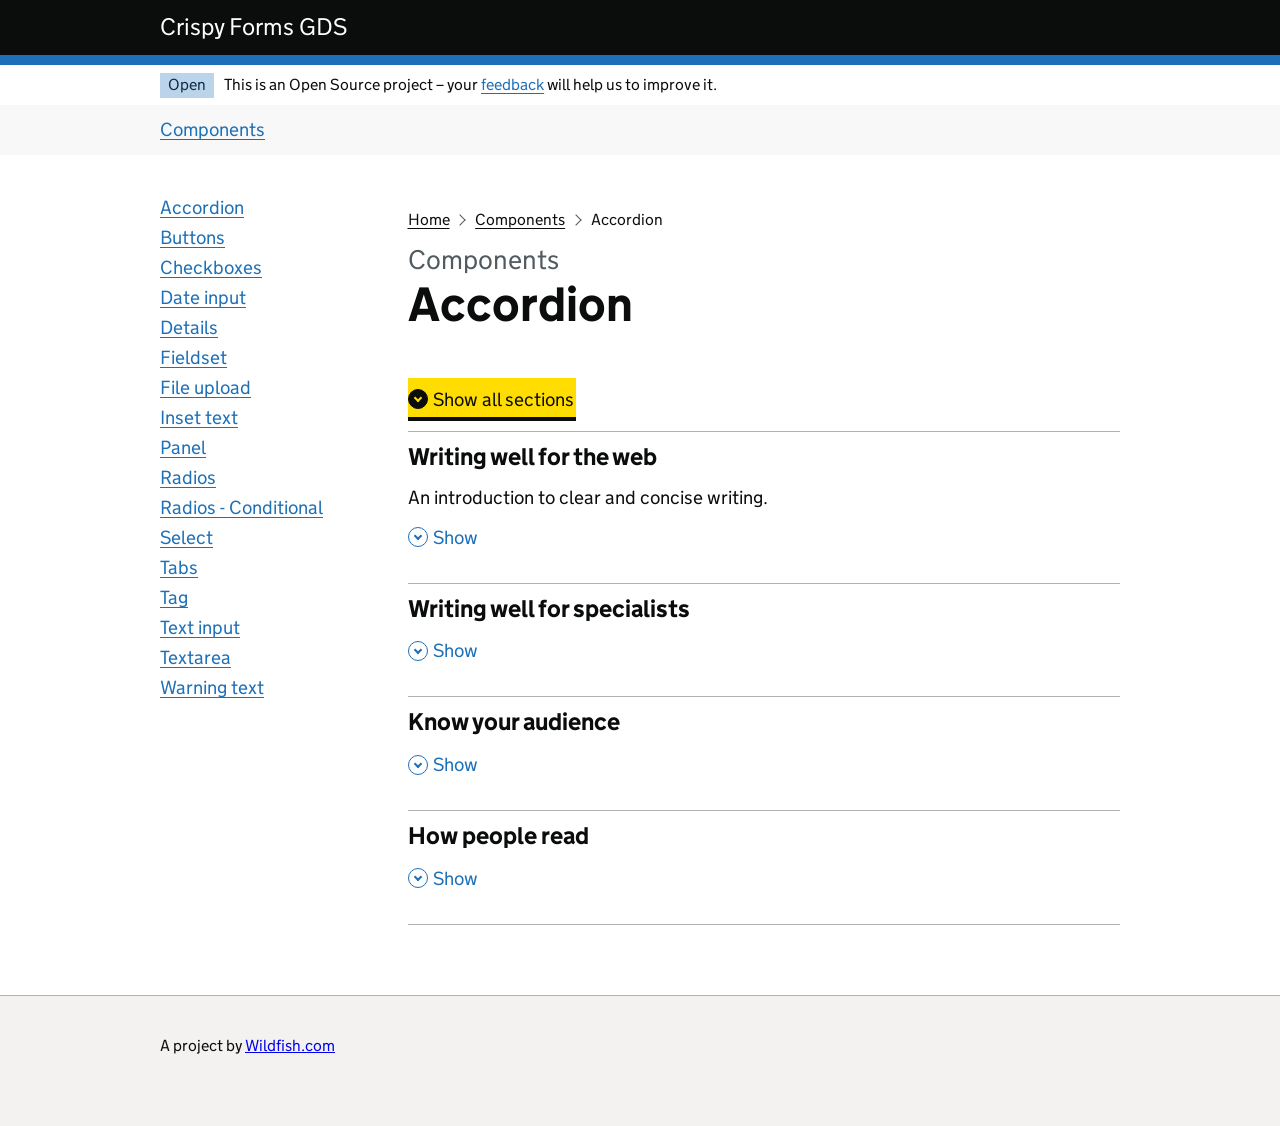 Crispy Forms GDS
Open This is an Open Source project – your feedback will help us to improve it.
Components
Accordion
Buttons
Checkboxes
Date input
Details
Fieldset
File upload
Inset text
Panel
Radios
Radios - Conditional
Select
Tabs
Tag
Text input
Textarea
Warning text
Home Components Accordion
Components
Accordion
Show all sections
Writing well for the web
An introduction to clear and concise writing.
Show
Writing well for specialists
Show
Know your audience
Show
How people read
Show
A project by Wildfish.com